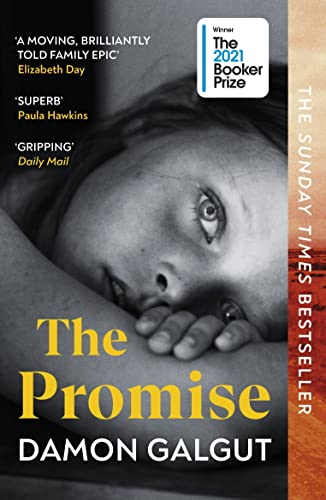 ‘A MOVING, BRILLIANTLY
TOLD FAMILY EPIC’
Elizabeth Day
‘SUPERB’
Paula Hawkins
‘GRIPPING’
Daily Mail
Winner
The
2021
Booker
Prize
THE SUNDAY TIMES BESTSELLER
The
Promise
DAMON GALGUT